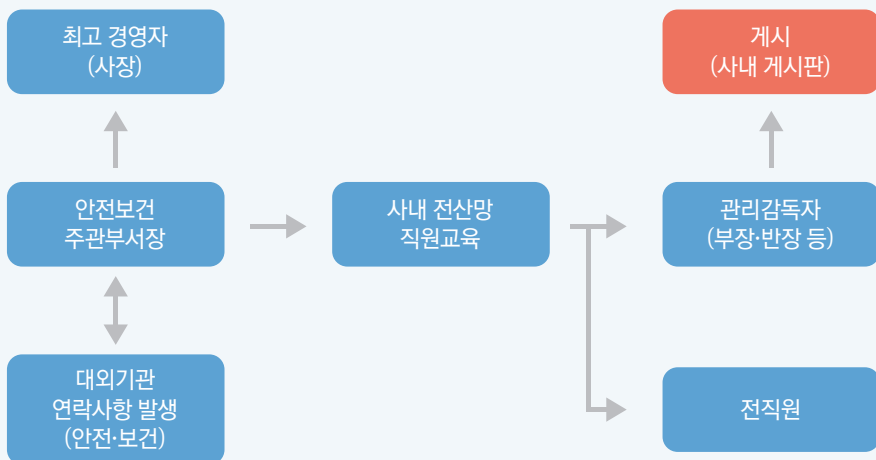 최고 경영자
(사장)
게시
(사내 게시판)
안전보건
주관부서장
사내 전산망
직원교육
관리감독자
(부장·반장 등)
대외기관
연락사항 발생
(안전·보건)
전직원